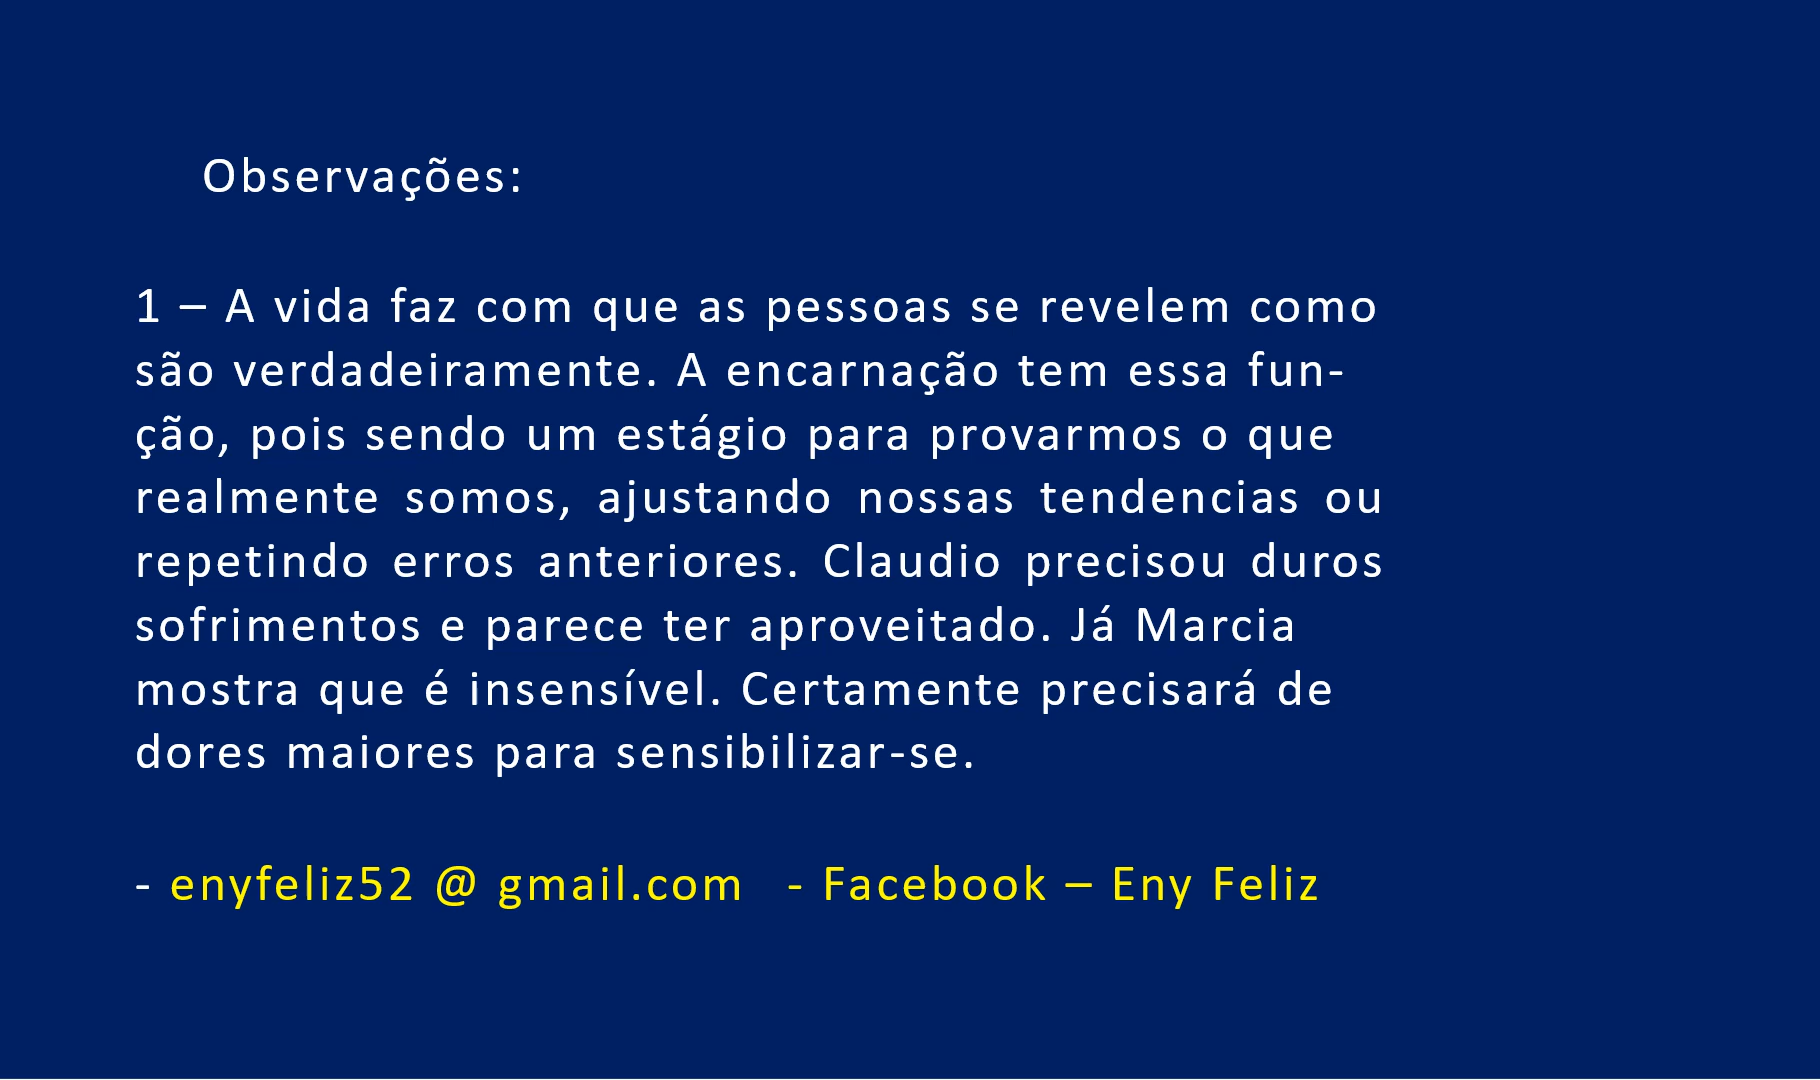 Observações:
1 – A vida faz com que as pessoas se revelem como
são verdadeiramente. A encarnação tem essa fun-
ção, pois sendo um estágio para provarmos o que
realmente somos, ajustando nossas tendencias ou
repetindo erros anteriores. Claudio precisou duros
sofrimentos e parece ter aproveitado. Já Marcia
mostra que é insensível. Certamente precisará de
dores maiores para sensibilizar-se.
- enyfeliz52 @ gmail.com - Facebook – Eny Feliz